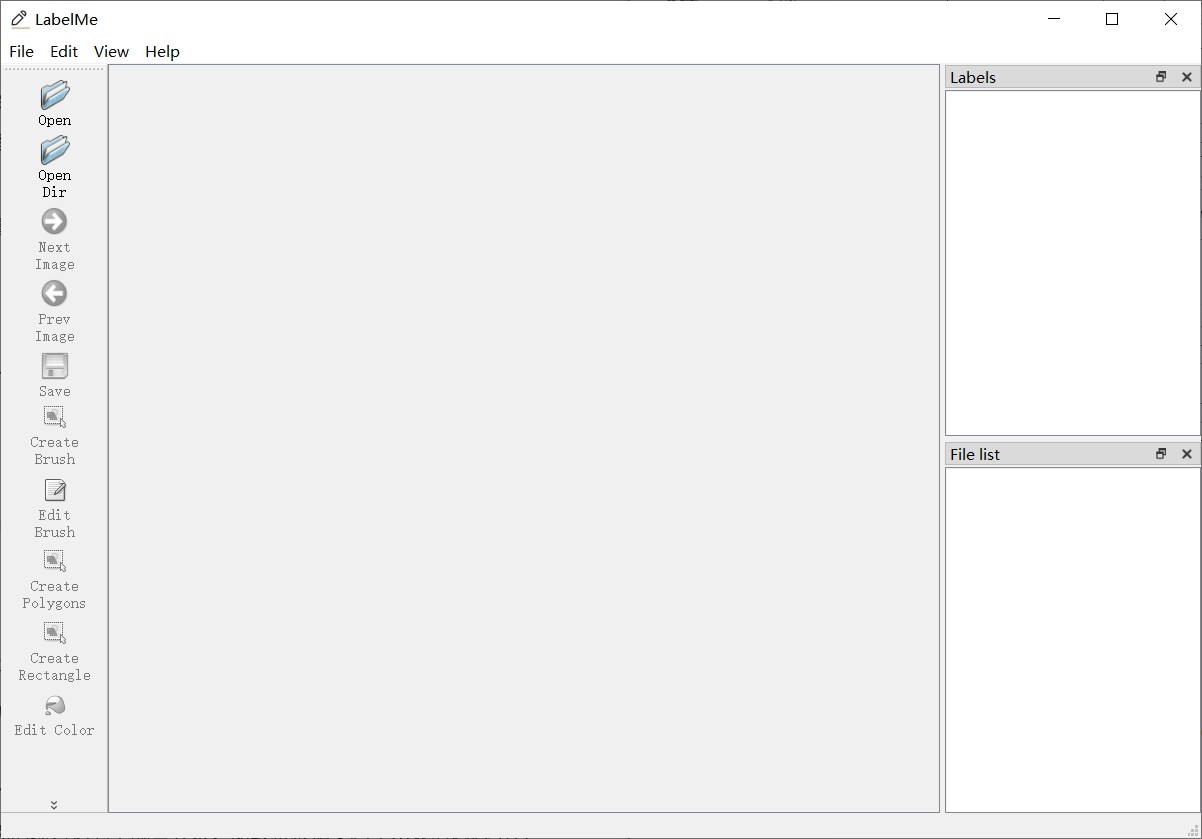 LabelMe
File Edit View Help
Open
Open
Dir
Next
Image
Prev
Image
Save
Create
Brush
Edit
Brush
Create
Polygons
Create
Rectangle
Edit Color
Labels
File list